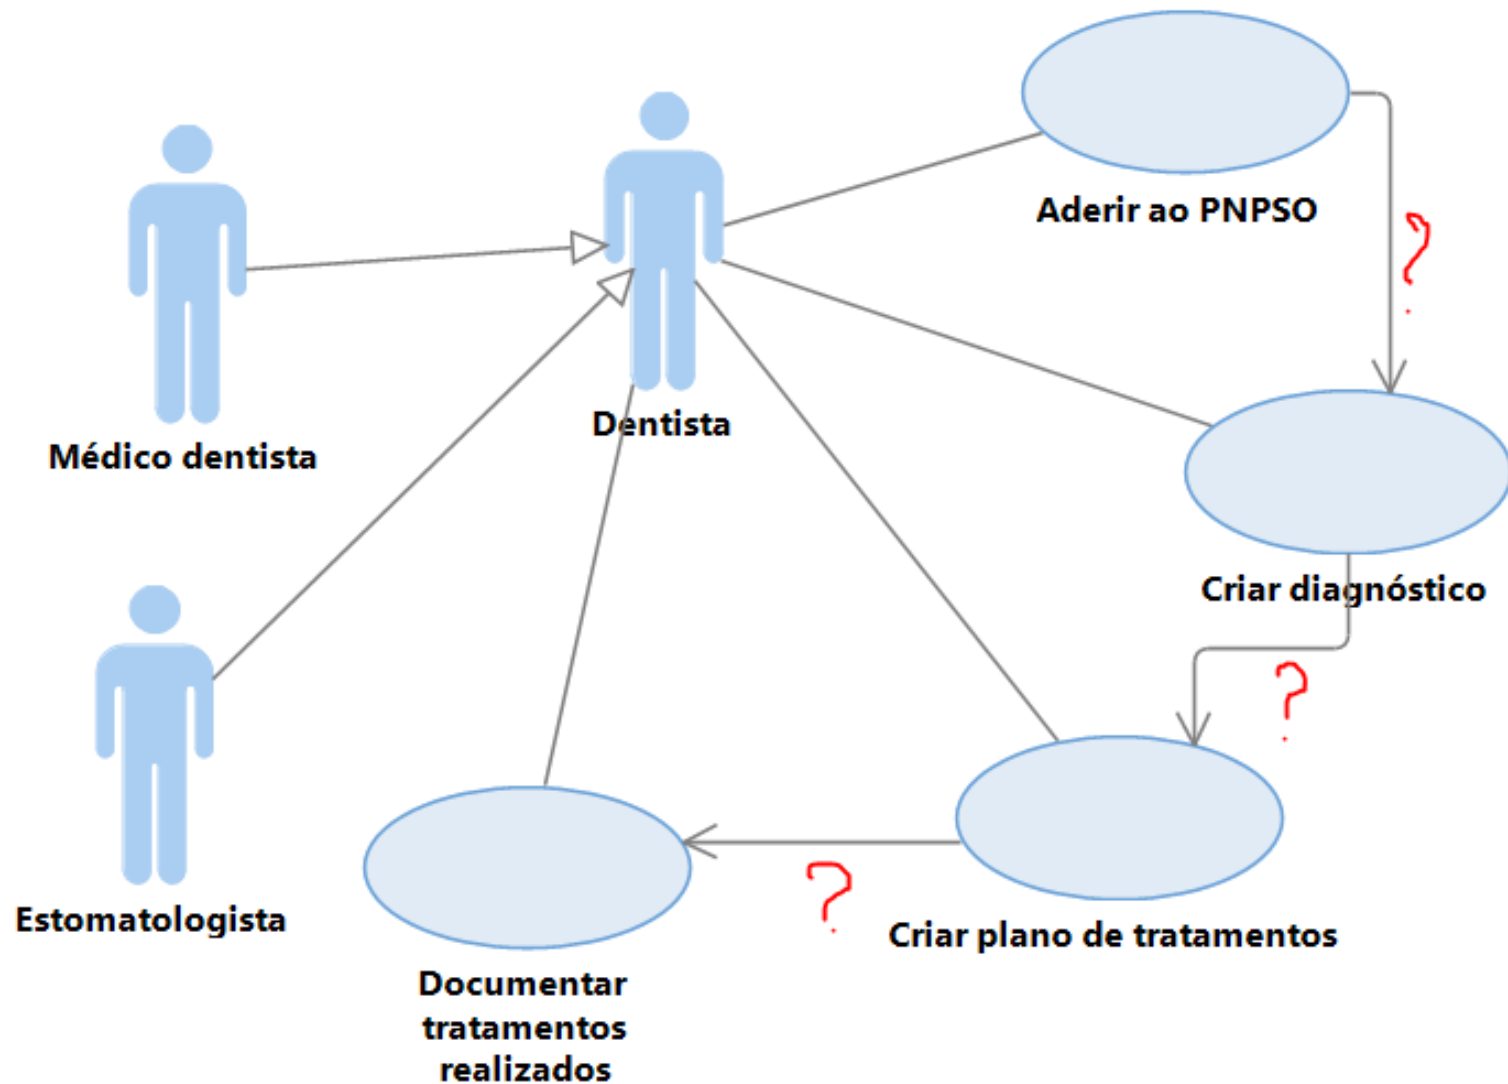 Aderir ao PNPSO
?
Dentista
Médico dentista
Criar diagnóstico
?
Estomatologista
?
Criar plano de tratamentos
Documentar
tratamentos
realizados